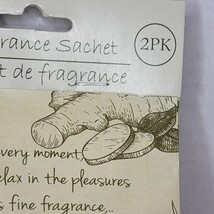 rance Sachet
2PK
t de fragrance
very moment,
elax in the pleasures
s fine fragrance,..